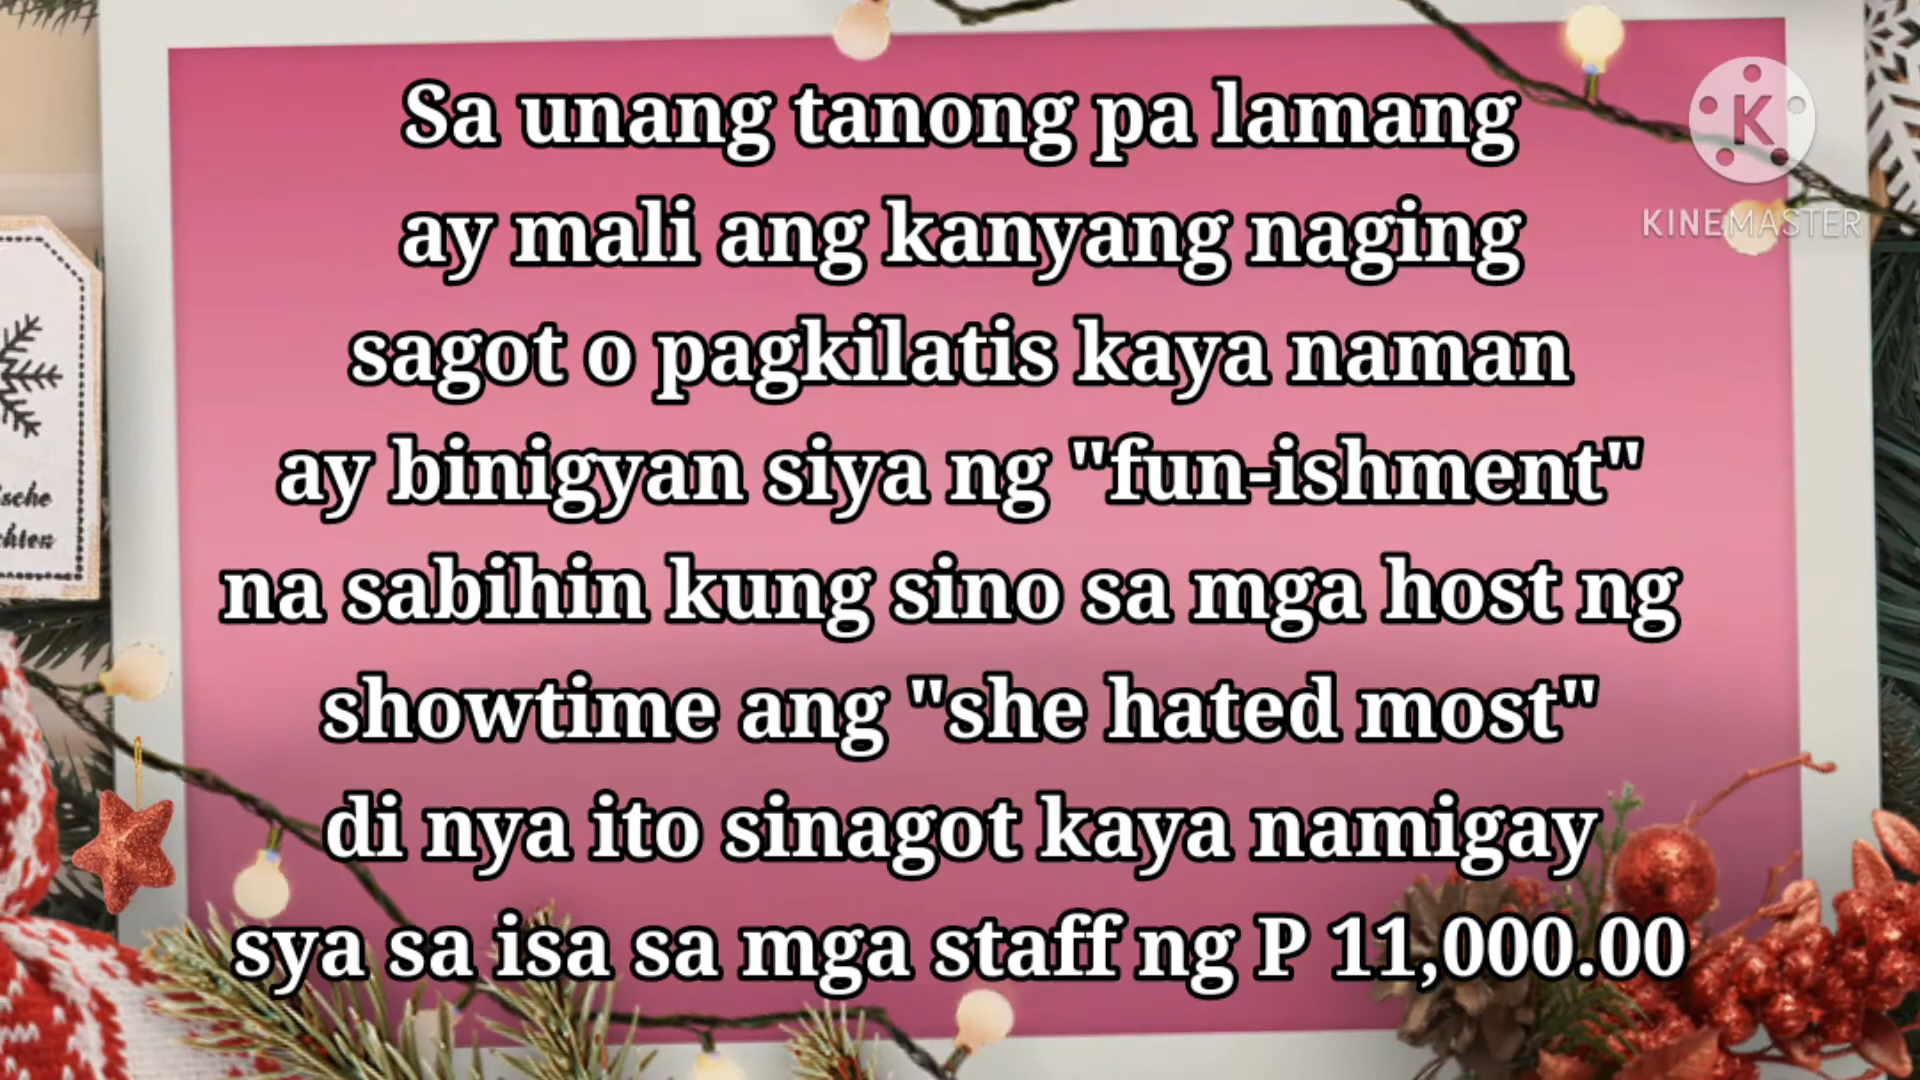 Sa unang tanong pa lamang
ay mali ang kanyang naging
sagot o pagkilatis kaya naman
ay binigyan siya ng "fun-ishment"
na sabihin kung sino sa mga host ng
showtime ang "she hated most"
di nya ito sinagot kaya namigay
sya sa isa sa mga staff ng P 11,000.00
K
KINEMASTER